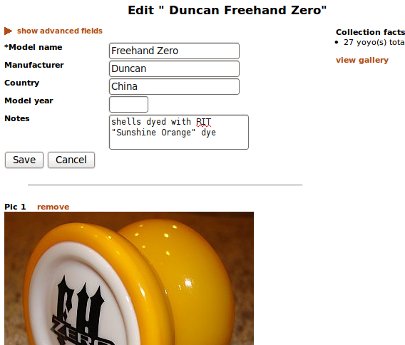 Edit " Duncan Freehand Zero"
show advanced fields
*Model name Freehand Zero
Manufacturer Duncan
Country China
Model year
Notes shells dyed with RIT
"Sunshine Orange" dye
Save Cancel
Collection facts
27 yoyo(s) tota
view gallery
Pic 1 remove
FH
ZERO